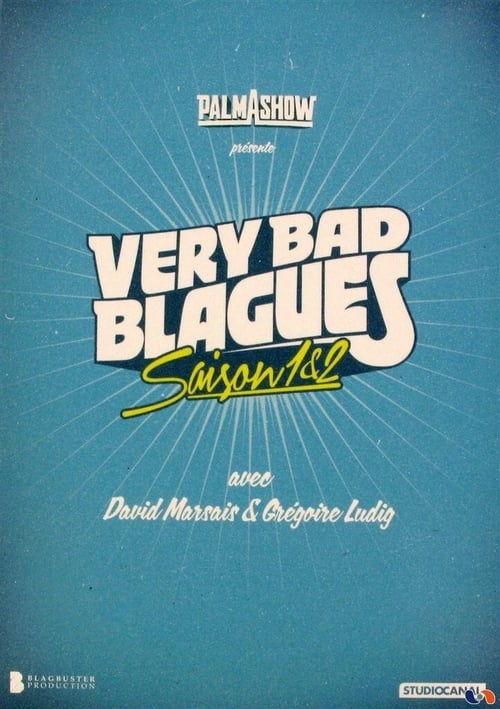 PALMASHOW
présente
VERY BAD
BLAGUES
Saison 1&2
avec
David Marsais & Grégoire Ludig
BLAGBUSTER
PRODUCTION
STUDIOCANAL